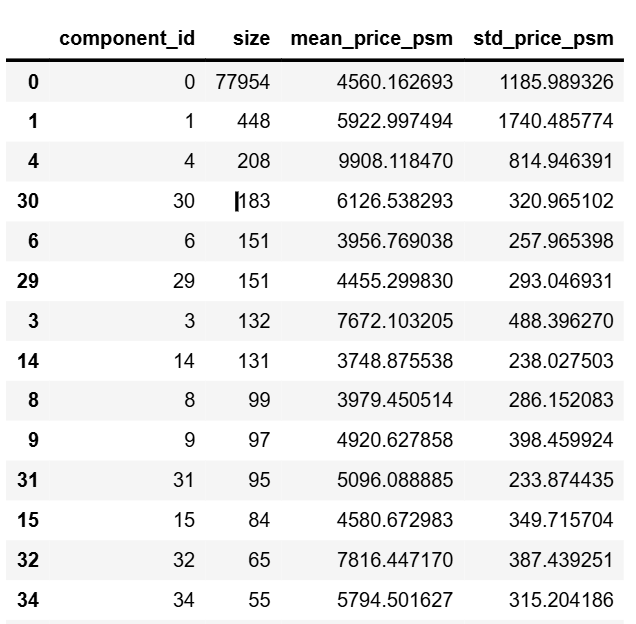 component_id size mean_price_psm std_price_psm
0 0 77954 4560.162693 1185.989326
1 1 448 5922.997494 1740.485774
4 4 208 9908.118470 814.946391
30 30 183 6126.538293 320.965102
6 6 151 3956.769038 257.965398
29 29 151 4455.299830 293.046931
3 3 132 7672.103205 488.396270
14 14 131 3748.875538 238.027503
8 8 99 3979.450514 286.152083
9 9 97 4920.627858 398.459924
31 31 95 5096.088885 233.874435
15 15 84 4580.672983 349.715704
32 32 65 7816.447170 387.439251
34 34 55 5794.501627 315.204186